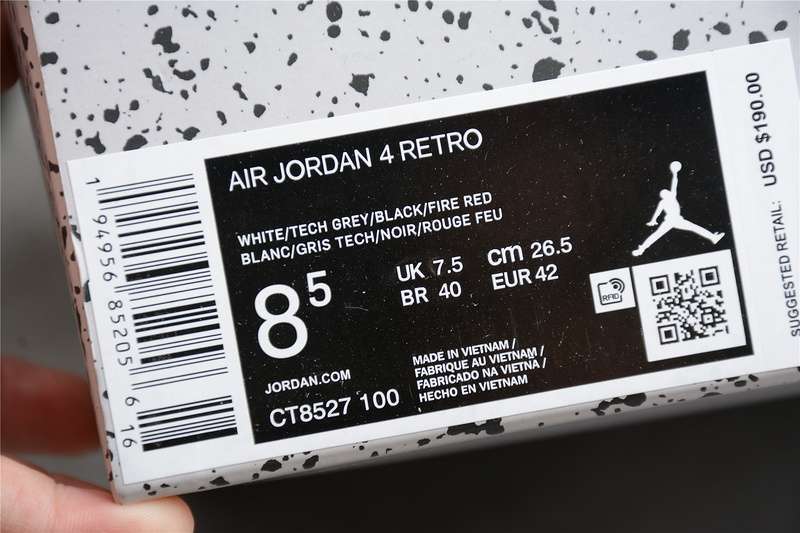 AIR JORDAN 4 RETRO
WHITE/TECH GREY/BLACK/FIRE RED
BLANC/GRIS TECH/NOIR/ROUGE FEU
8 5
UK 7.5 cm 26.5
BR 40 EUR 42
RFID
JORDAN.COM
CT8527 100
MADE IN VIETNAM /
FABRIQUE AU VIETNAM /
FABRICADO NA VIETNÃ /
HECHO EN VIETNAM
1 94956 85205 6 16
SUGGESTED RETAIL: USD $190.00